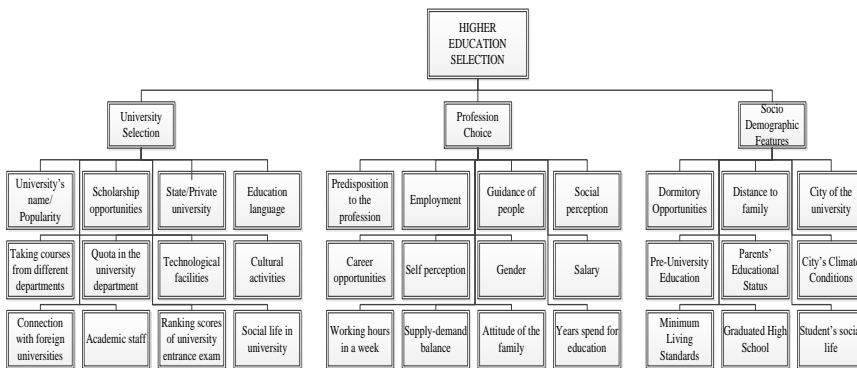 HIGHER
EDUCATION
SELECTION
University
Selection
Profession
Choice
Socio
Demographic
Features
University's
name/
Popularity
Scholarship
opportunities
State/Private
university
Education
language
Predisposition
to the
profession
Employment
Guidance of
people
Social
perception
Dormitory
Opportunities
Distance to
family
City of the
university
Taking courses
from different
departments
Quota in the
university
department
Technological
facilities
Cultural
activities
Career
opportunities
Self perception
Gender
Salary
Pre-University
Education
Parents'
Educational
Status
City's Climate
Conditions
Connection
with foreign
universities
Academic staff
Ranking scores
of university
entrance exam
Social life in
university
Working hours
in a week
Supply-demand
balance
Attitude of the
family
Years spend for
education
Minimum
Living
Standards
Graduated High
School
Student's social
life